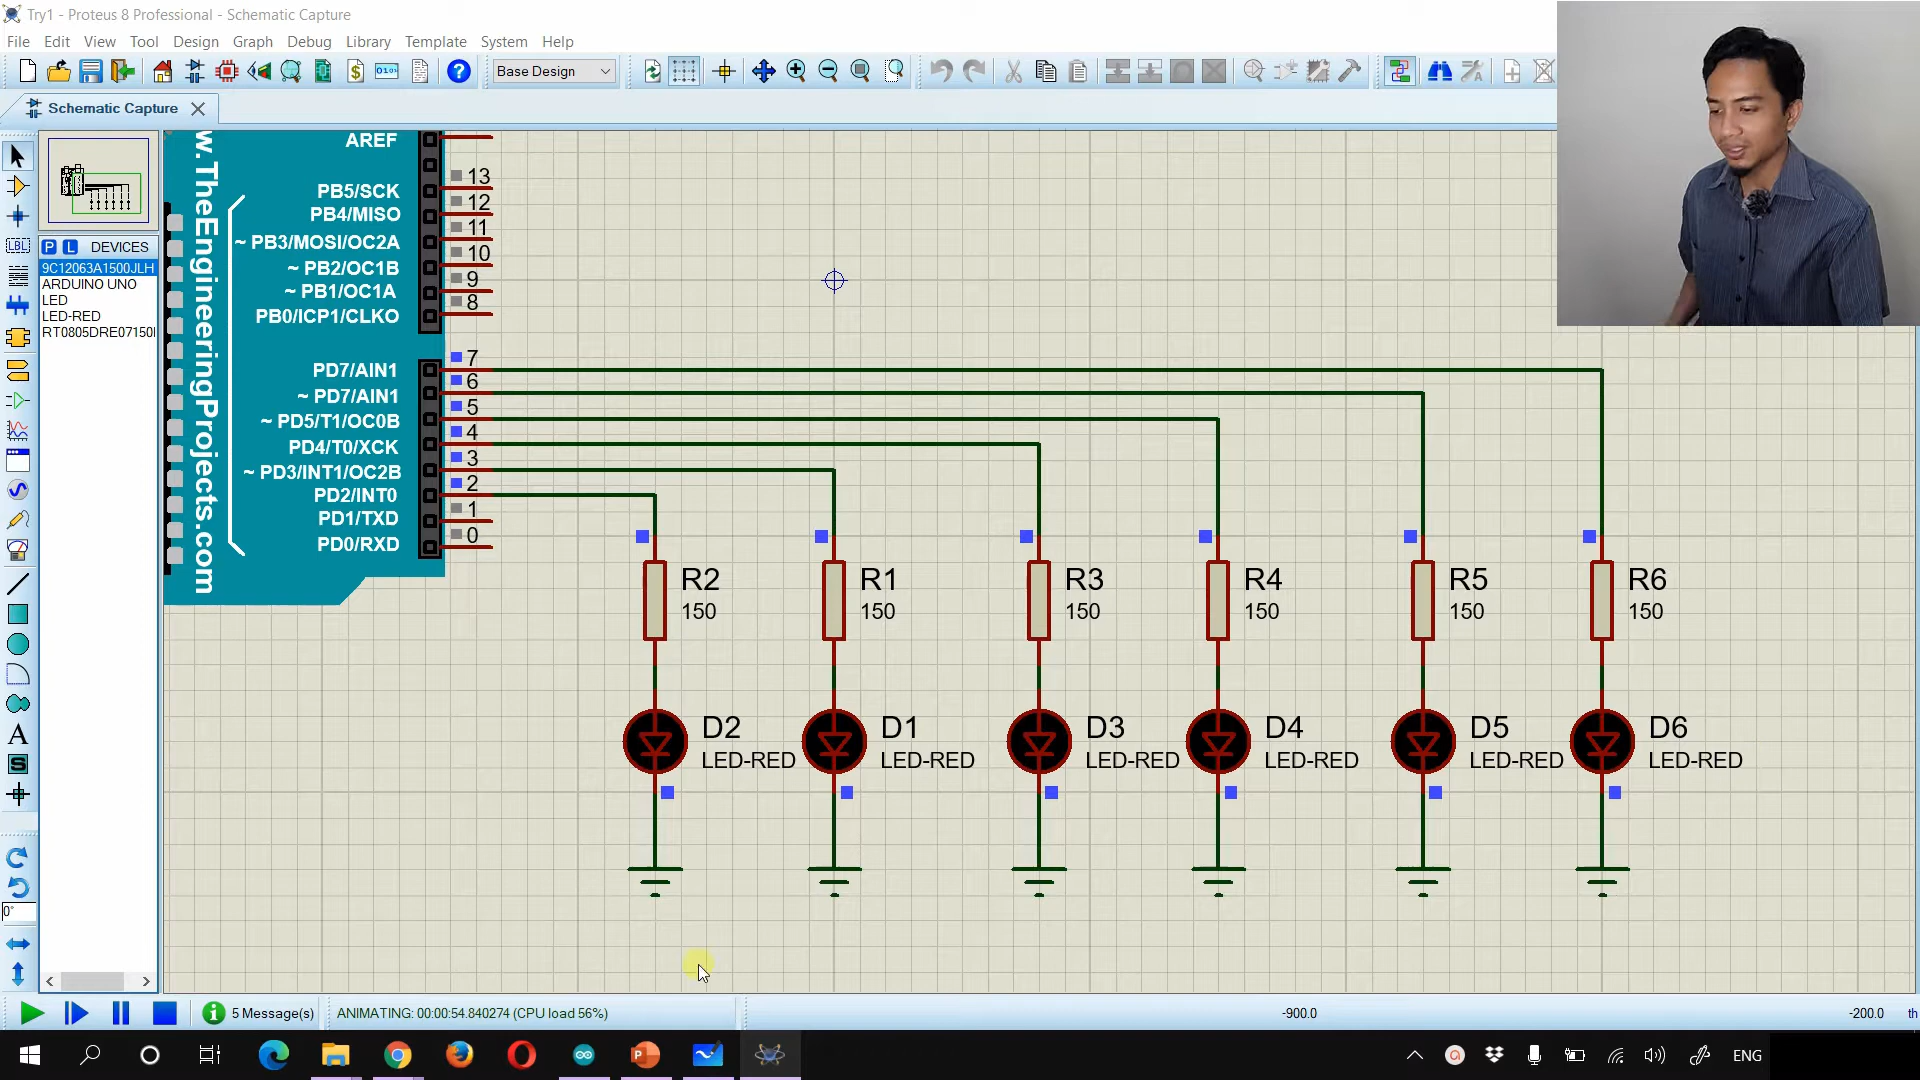 Try1 - Proteus 8 Professional - Schematic Capture
File Edit View Tool Design Graph Debug Library Template System Help
Base Design
Schematic Capture
DEVICES
P L
9C12063A1500JLH
ARDUINO UNO
LED
LED-RED
RT0805DRE07150
LBL
A
S
0°
w.TheEngineeringProjects.com
AREF
PB5/SCK 13
PB4/MISO 12
~ PB3/MOSI/OC2A 11
~ PB2/OC1B 10
~ PB1/OC1A 9
PB0/ICP1/CLKO 8
PD7/AIN1 7
~ PD7/AIN1 6
~ PD5/T1/OC0B 5
PD4/T0/XCK 4
~ PD3/INT1/OC2B 3
PD2/INT0 2
PD1/TXD 1
PD0/RXD 0
R2 R1 R3 R4 R5 R6
150 150 150 150 150 150
D2 D1 D3 D4 D5 D6
LED-RED LED-RED LED-RED LED-RED LED-RED LED-RED
5 Message(s) ANIMATING: 00:00:54.840274 (CPU load 56%) -900.0 -200.0 th
ENG